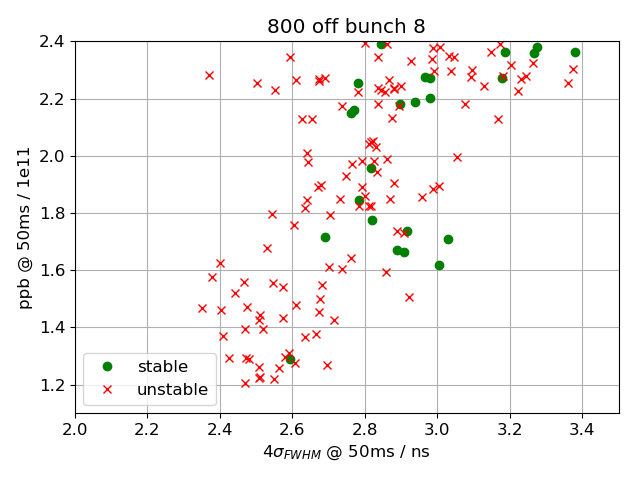 800 off bunch 8
ppb @ 50ms / 1e11
2.4
2.2
2.0
1.8
1.6
1.4
1.2
stable
unstable
2.0 2.2 2.4 2.6 2.8 3.0 3.2 3.4
4σFWHM @ 50ms / ns